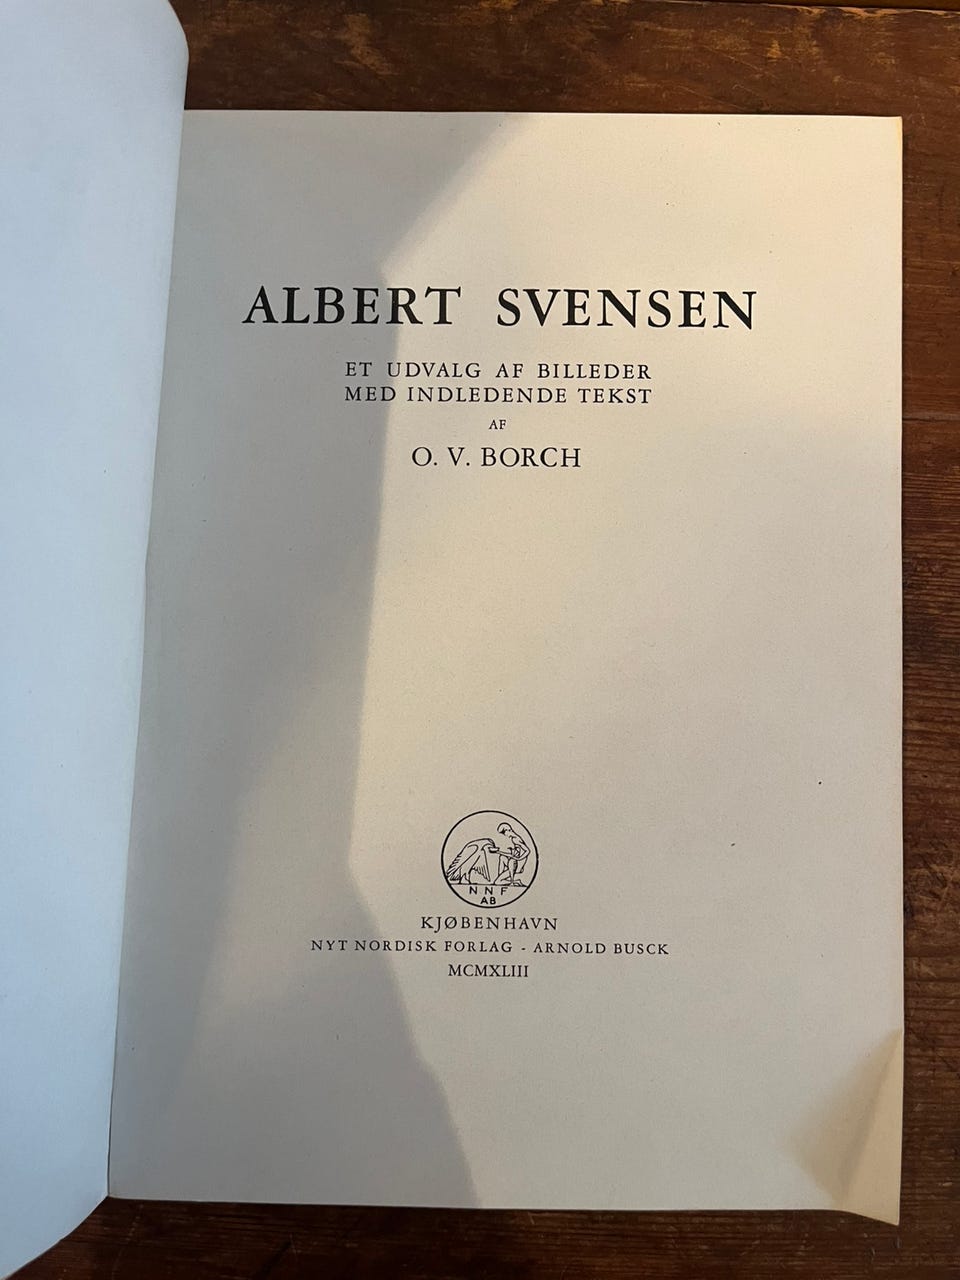 ALBERT SVENSEN
ET UDVALG AF BILLEDER
MED INDLEDENDE TEKST
AF
O. V. BORCH
NNF
AB
KJØBENHAVN
NYT NORDISK FORLAG - ARNOLD BUSCK
MCMXLIII